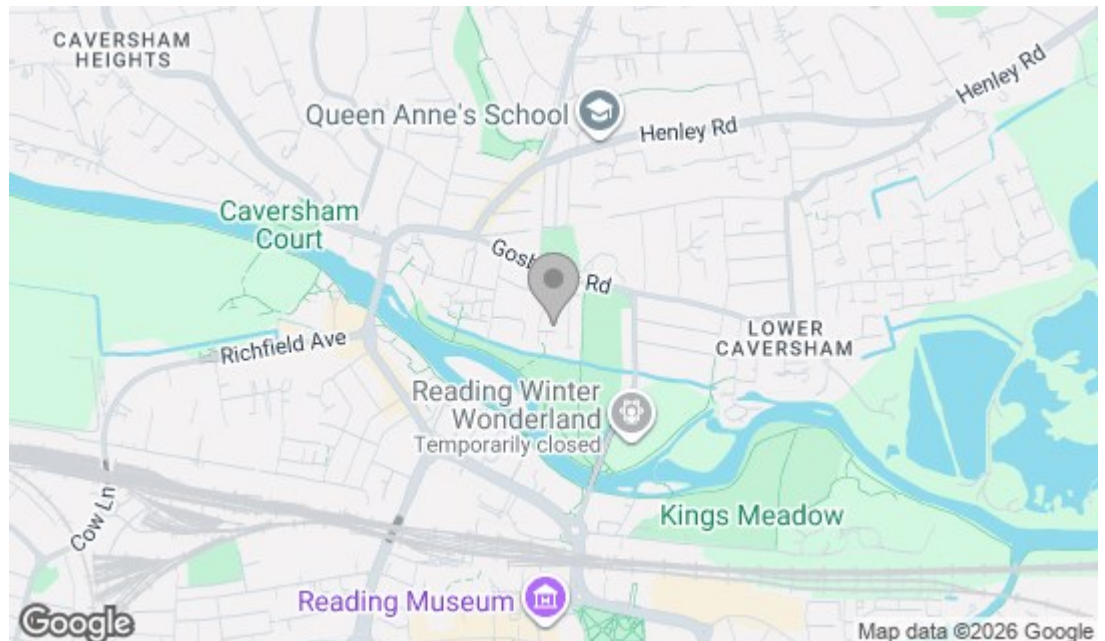 CAVERSHAM
HEIGHTS
Queen Anne's School
Henley Rd
Henley Rd
Caversham
Court
Gos
Rd
Richfield Ave
LOWER
CAVERSHAM
Reading Winter
Wonderland
Temporarily closed
Cow Ln
Kings Meadow
Reading Museum
Google
Map data ©2026 Google